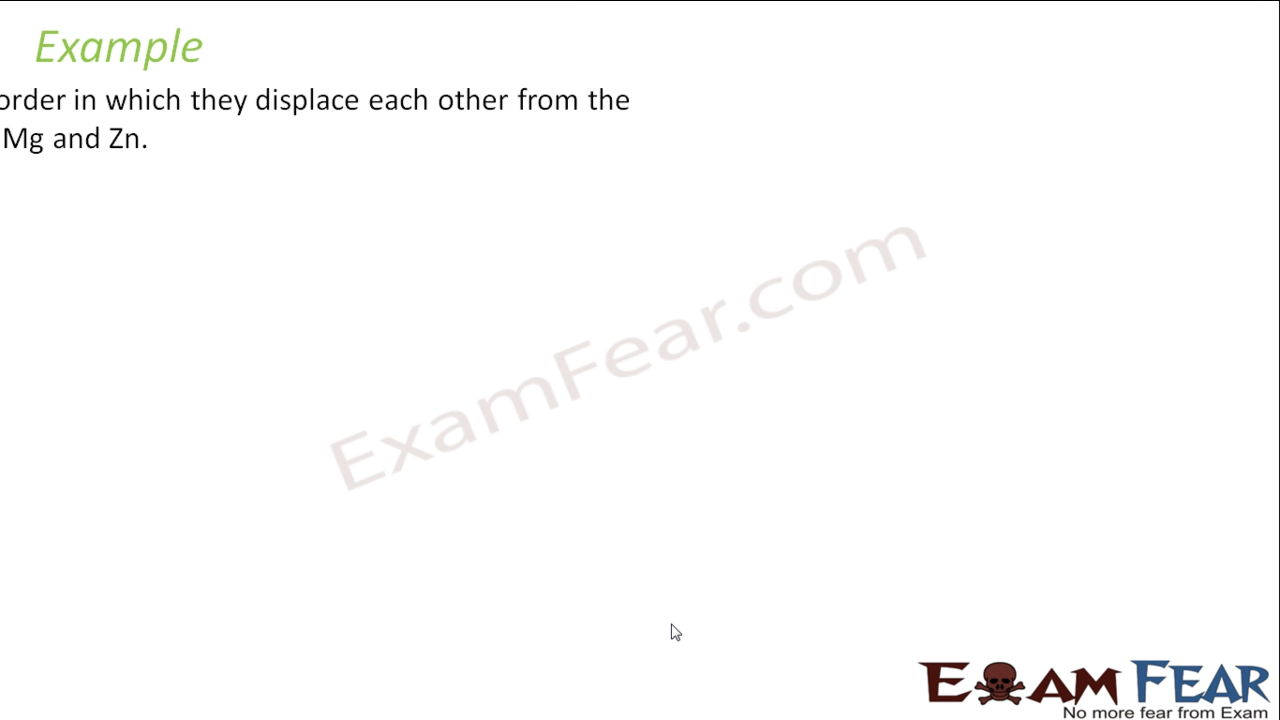 Example
order in which they displace each other from the
Mg and Zn.
ExamFear.com
EXAM FEAR
No more fear from Exam